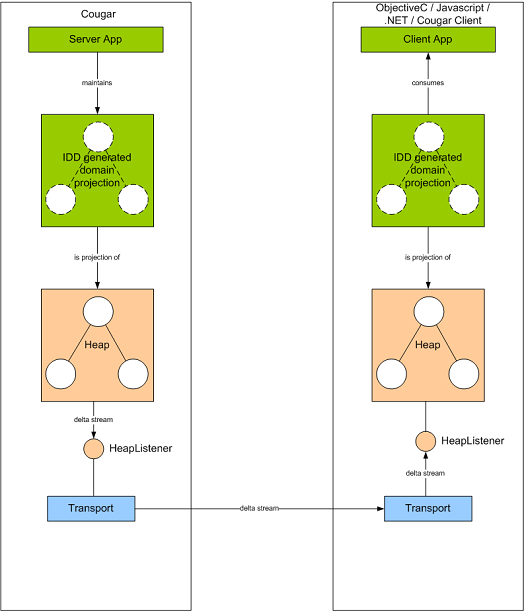 Cougar
Server App
maintains
IDD generated
domain
projection
is projection of
Heap
delta stream
HeapListener
Transport
delta stream
ObjectiveC / Javascript /
.NET / Cougar Client
Client App
consumes
IDD generated
domain
projection
is projection of
Heap
HeapListener
delta stream
Transport